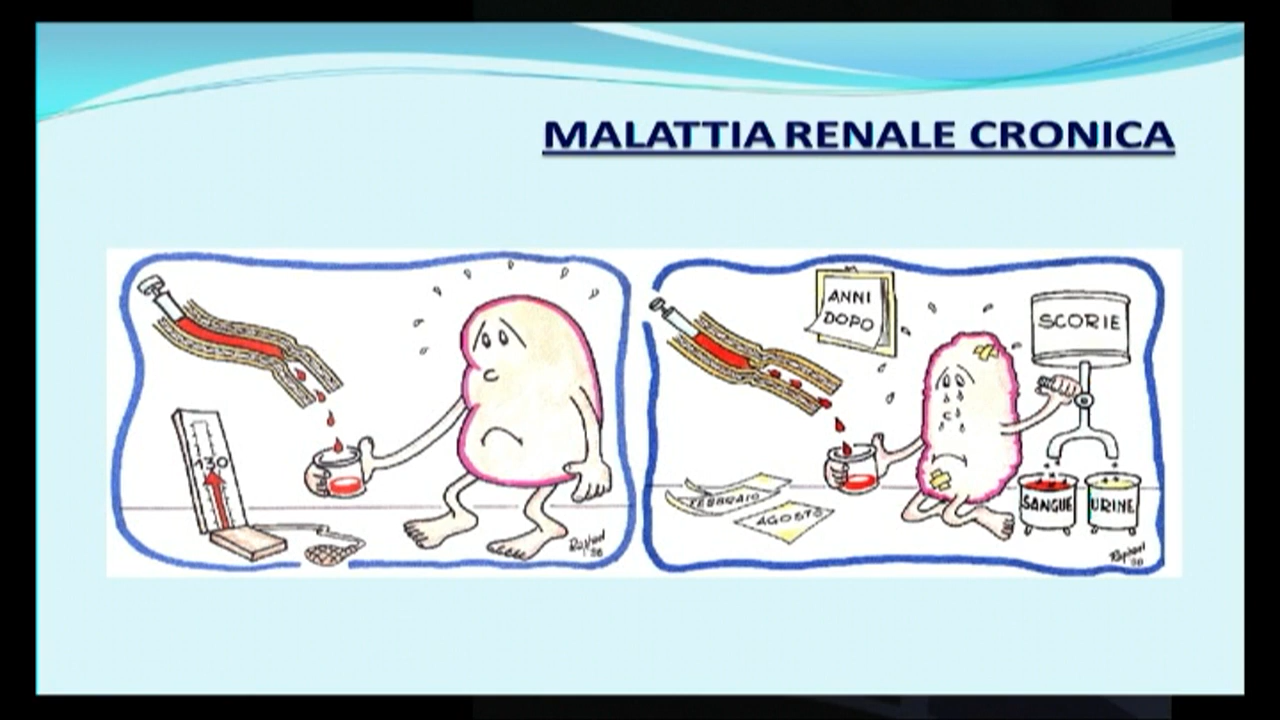 MALATTIA RENALE CRONICA
ANNI
DOPO
SCORIE
130
FEBBRAIO
AGOSTO
SANGUE
URINE